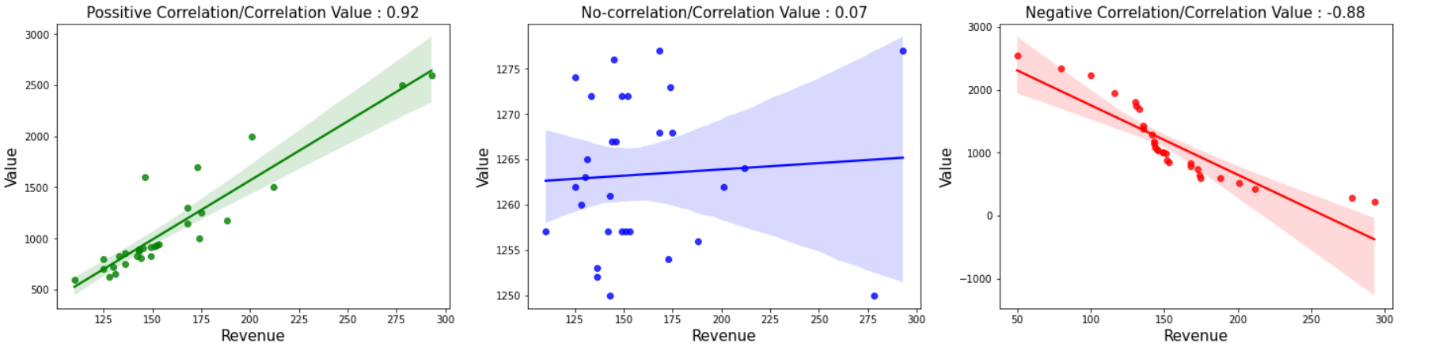 Possitive Correlation/Correlation Value : 0.92
3000
2500
2000
1500
1000
500
Value
125 150 175 200 225 250 275 300
Revenue
No-correlation/Correlation Value : 0.07
1275
1270
1265
1260
1255
1250
Value
125 150 175 200 225 250 275 300
Revenue
Negative Correlation/Correlation Value : -0.88
3000
2000
1000
0
−1000
Value
50 100 150 200 250 300
Revenue